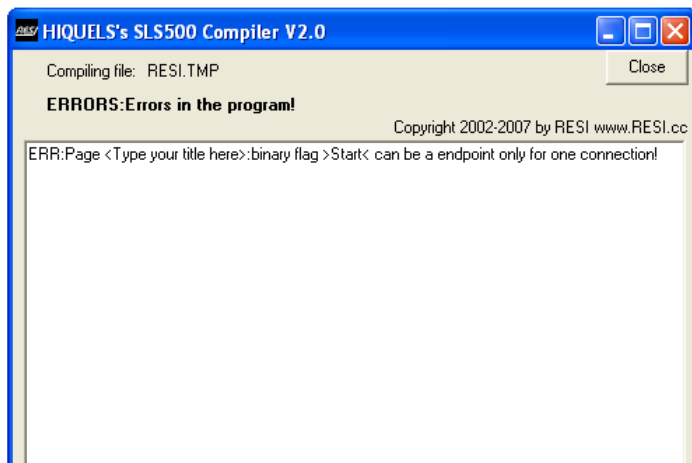 RESI HIQUELS's SLS500 Compiler V2.0
Compiling file: RESI.TMP
Close
ERRORS:Errors in the program!
Copyright 2002-2007 by RESI www.RESI.cc
ERR:Page <Type your title here>:binary flag >Start< can be a endpoint only for one connection!